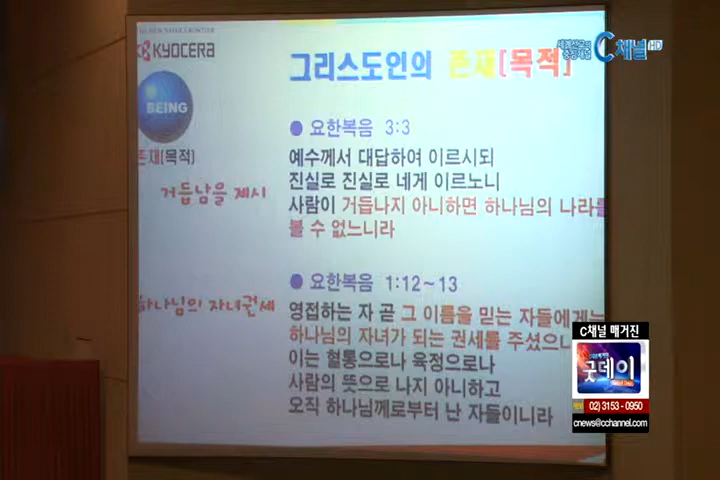 KYOCERA
그리스도인의 존재(목적)
C채널 HD
BEING
존재(목적)
● 요한복음 3:3
예수께서 대답하여 이르시되
진실로 진실로 네게 이르노니
사람이 거듭나지 아니하면 하나님의 나라를
볼 수 없느니라
거듭남을 제시
● 요한복음 1:12~13
하나님의 자녀권세
영접하는 자 곧 그 이름을 믿는 자들에게는
하나님의 자녀가 되는 권세를 주셨으니
이는 혈통으로나 육정으로나
사람의 뜻으로 나지 아니하고
오직 하나님께로부터 난 자들이니라
C채널 매거진
굿데이
02) 3153 - 0950
cnews@cchannel.com